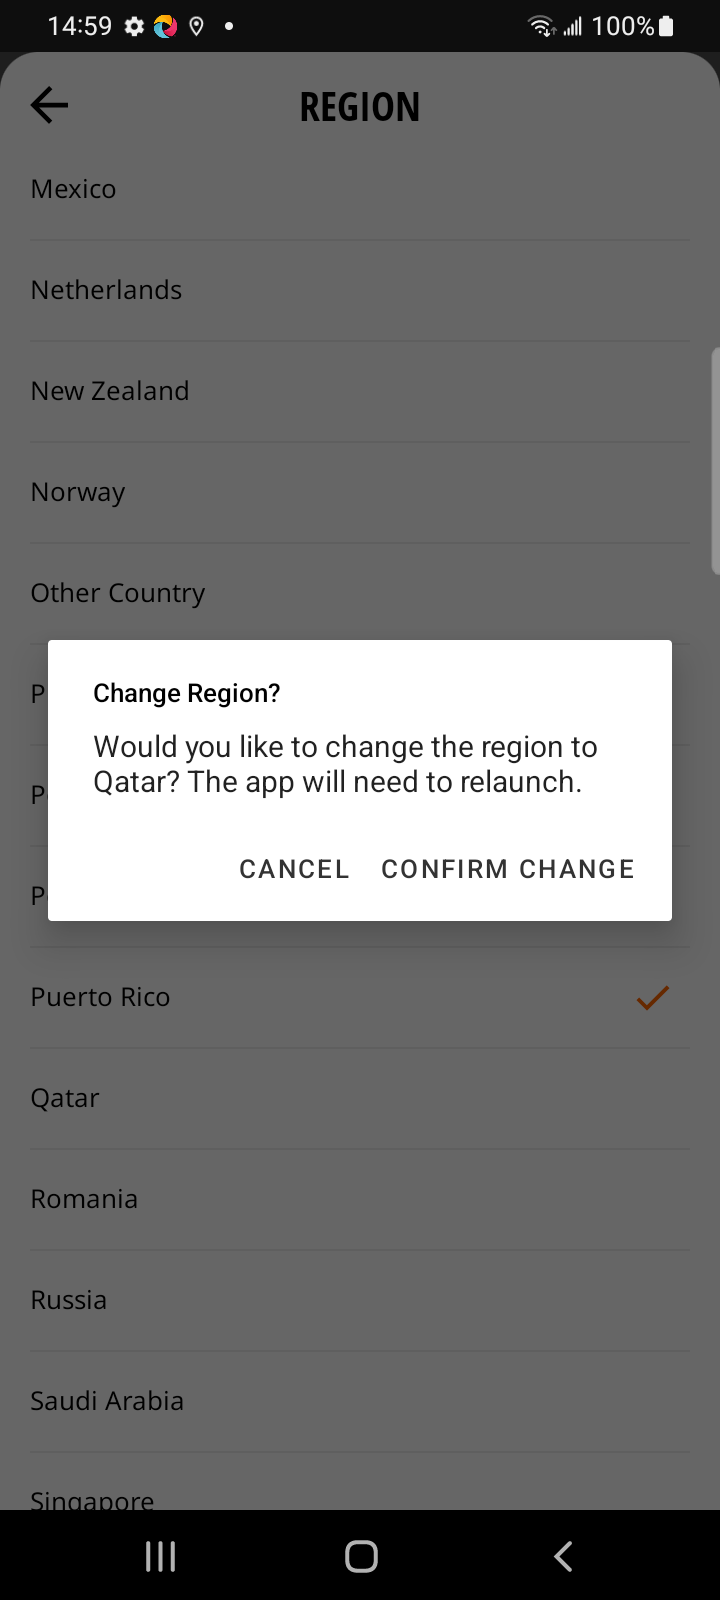 14:59
100%
REGION
Mexico
Netherlands
New Zealand
Norway
Other Country
Change Region?
Would you like to change the region to
Qatar? The app will need to relaunch.
CANCEL CONFIRM CHANGE
Puerto Rico
Qatar
Romania
Russia
Saudi Arabia
Singapore